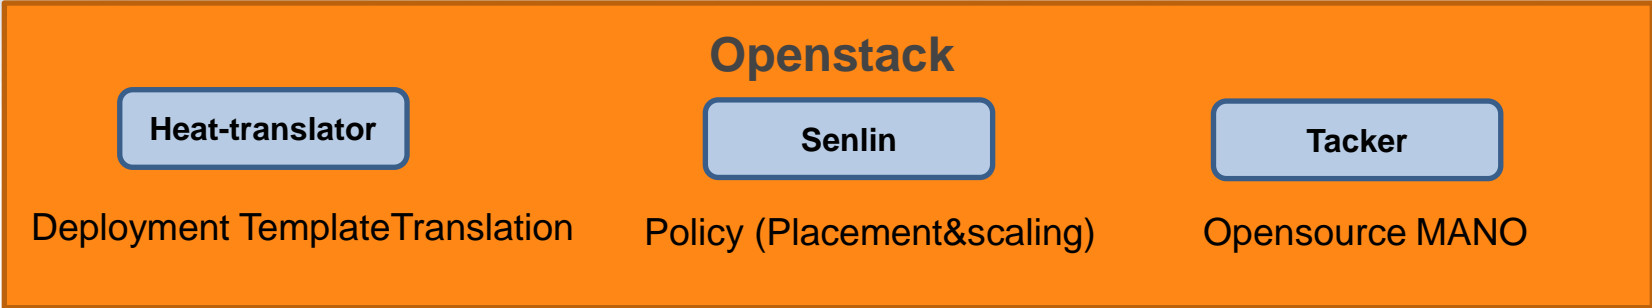 Openstack
Heat-translator
Senlin
Tacker
Deployment TemplateTranslation
Policy (Placement&scaling)
Opensource MANO